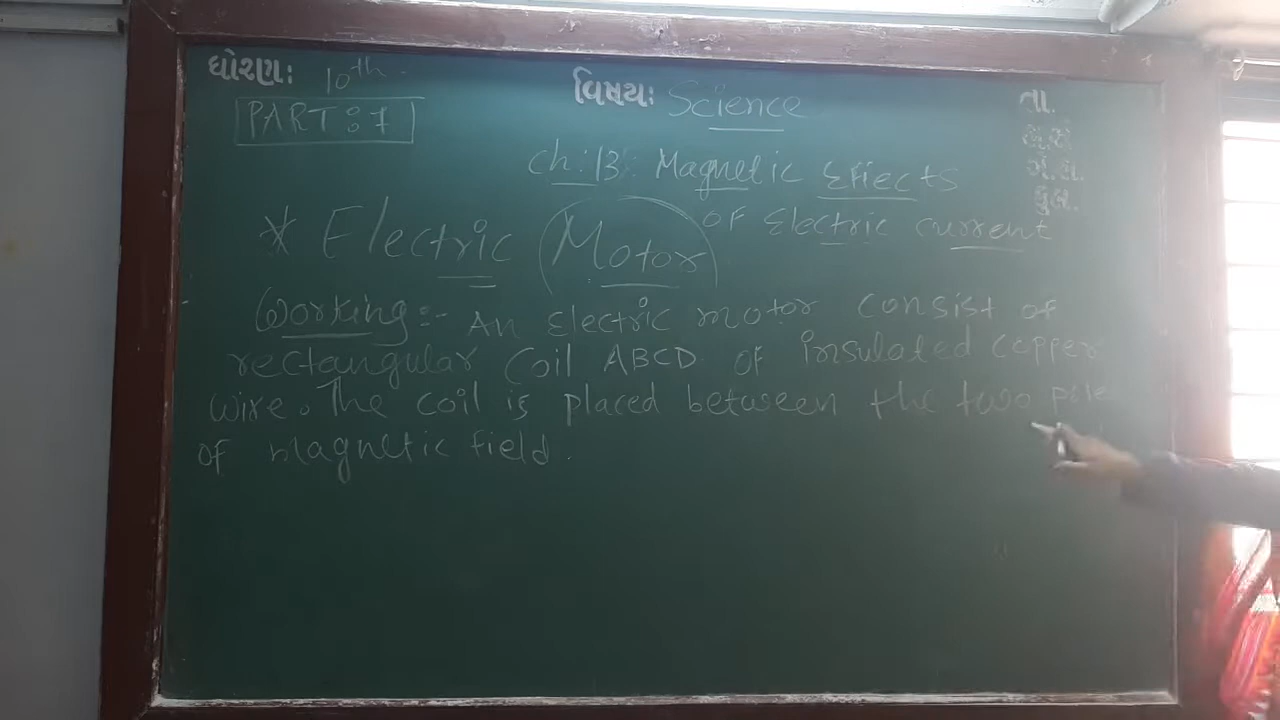 ધોરણ: 10th
વિષય: Science
તા.
PART : 7
Ch: 13: Magnetic Effects
of Electric current
* Electric Motor
કુલ.
Working :- An Electric motor consist of
rectangular coil ABCD of insulated copper
wire. The coil is placed between the two pole
of magnetic field.